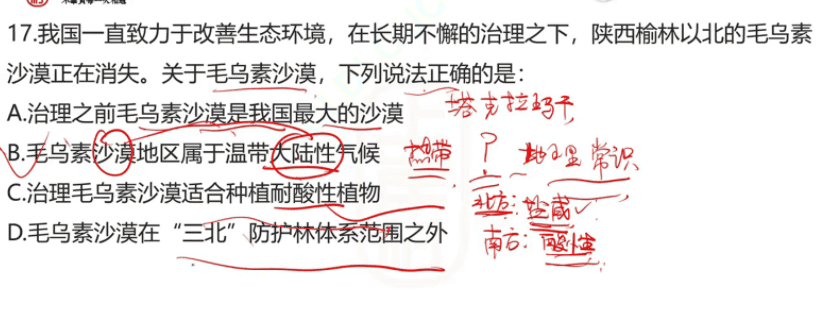 17.我国一直致力于改善生态环境，在长期不懈的治理之下，陕西榆林以北的毛乌素
沙漠正在消失。关于毛乌素沙漠，下列说法正确的是：
A.治理之前毛乌素沙漠是我国最大的沙漠
塔克拉玛干
B.毛乌素沙漠地区属于温带大陆性气候
热带
?
地理常识
C.治理毛乌素沙漠适合种植耐酸性植物
北方：盐碱✓
D.毛乌素沙漠在“三北”防护林体系范围之外
南方：酸性